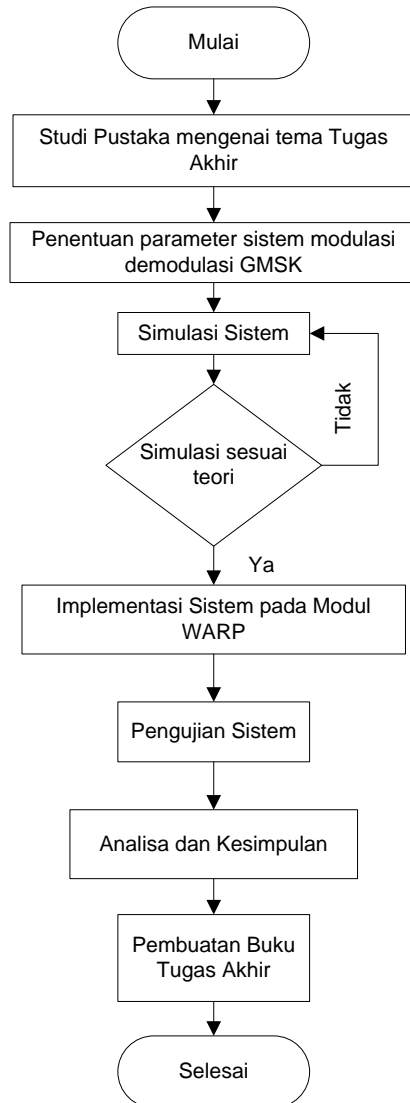 Mulai
Studi Pustaka mengenai tema Tugas
Akhir
Penentuan parameter sistem modulasi
demodulasi GMSK
Simulasi Sistem
Tidak
Simulasi sesuai
teori
Ya
Implementasi Sistem pada Modul
WARP
Pengujian Sistem
Analisa dan Kesimpulan
Pembuatan Buku
Tugas Akhir
Selesai